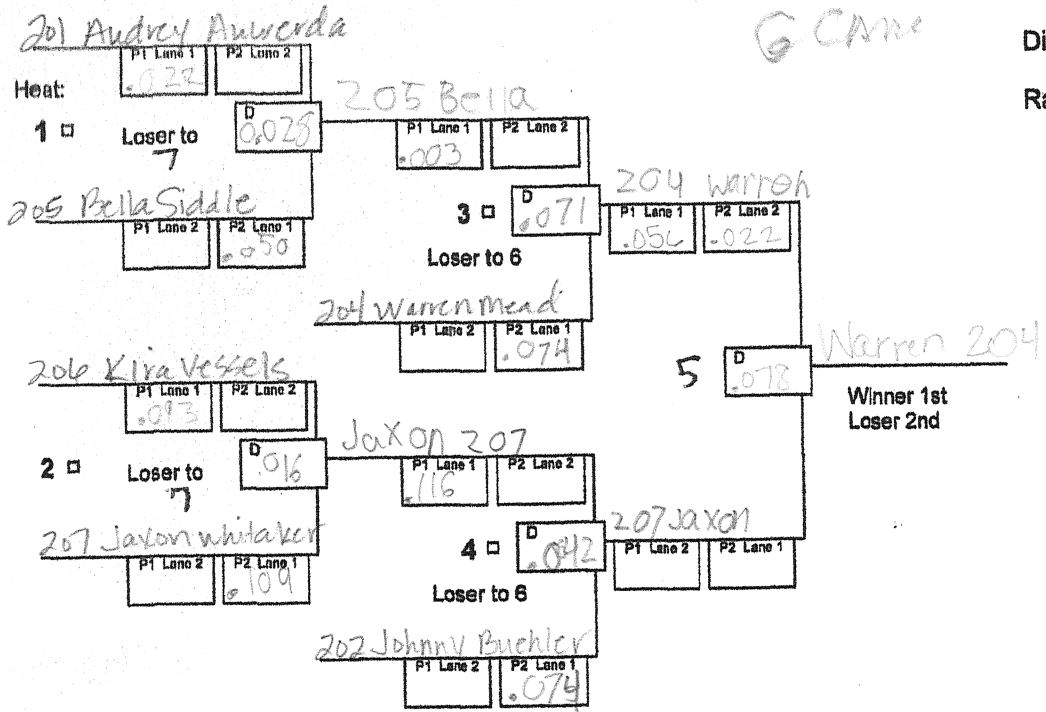 201 Audrey Auwerda
P1 Lane 1 P2 Lane 2
.022
Di
Heat:
Ra
205 Bella
1 Loser to D 0.028
7
P1 Lane 1 P2 Lane 2
.003
205 Bella Siddle
P1 Lane 2 P2 Lane 1
.050
3 D .071
Loser to 6
204 Warren
P1 Lane 1 P2 Lane 2
.056 .022
204 Warren Mead
P1 Lane 2 P2 Lane 1
.074
206 Kira Vessels
P1 Lane 1 P2 Lane 2
.093
5 D .078
Warren 204
Winner 1st
Loser 2nd
Jaxon 207
2 Loser to D .016
7
P1 Lane 1 P2 Lane 2
.116
207 Jaxon Whitaker
P1 Lane 2 P2 Lane 1
.109
4 D .042
Loser to 6
207 Jaxon
P1 Lane 2 P2 Lane 1
202 Johnny Buehler
P1 Lane 2 P2 Lane 1
.074